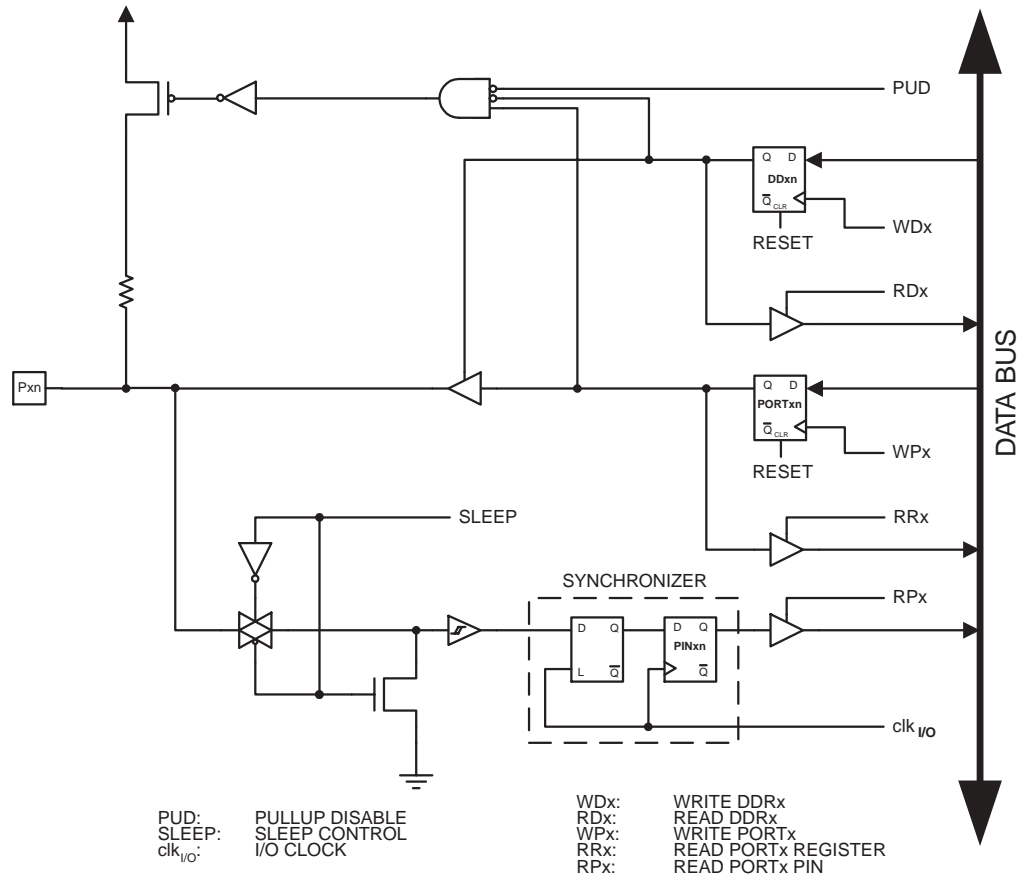 PUD
Q D
DDxn
Q CLR
WDx
RESET
RDx
Pxn
Q D
PORTxn
Q CLR
WPx
RESET
DATA BUS
SLEEP
RRx
SYNCHRONIZER
RPx
D Q
L Q
D Q
PINxn
Q
clk I/O
PUD: PULLUP DISABLE
SLEEP: SLEEP CONTROL
clkI/O: I/O CLOCK
WDx: WRITE DDRx
RDx: READ DDRx
WPx: WRITE PORTx
RRx: READ PORTx REGISTER
RPx: READ PORTx PIN